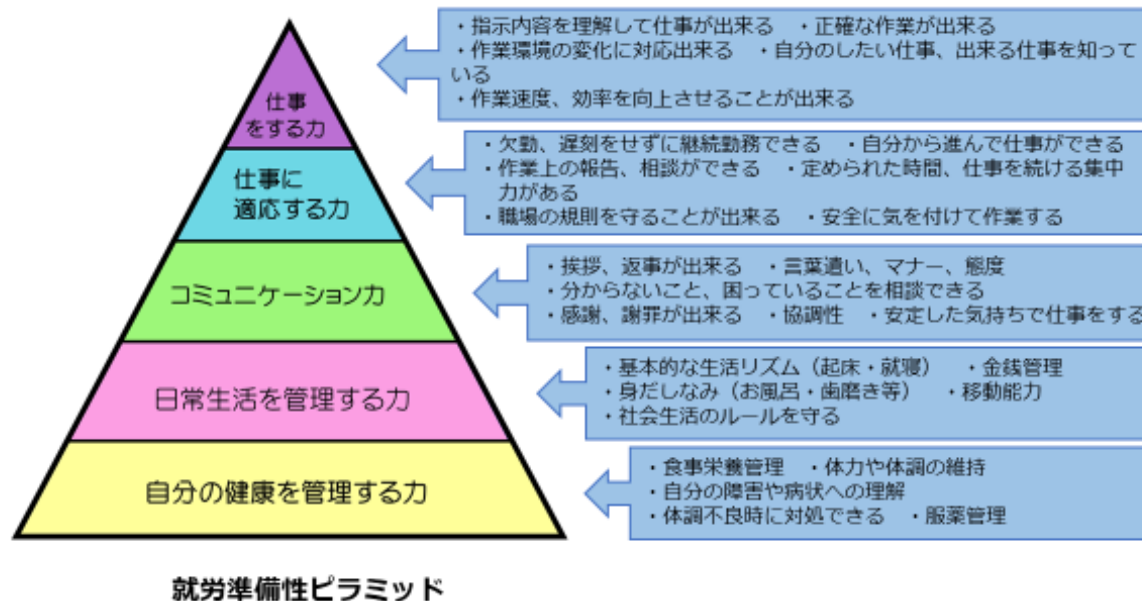 ・指示内容を理解して仕事が出来る　・正確な作業が出来る
・作業環境の変化に対応出来る　・自分のしたい仕事、出来る仕事を知って
いる
・作業速度、効率を向上させることが出来る
仕事
をする力
・欠勤、遅刻をせずに継続勤務できる　・自分から進んで仕事ができる
・作業上の報告、相談ができる　・定められた時間、仕事を続ける集中
力がある
・職場の規則を守ることが出来る　・安全に気を付けて作業する
仕事に
適応する力
・挨拶、返事が出来る　・言葉遣い、マナー、態度
・分からないこと、困っていることを相談できる
・感謝、謝罪が出来る　・協調性　・安定した気持ちで仕事をする
コミュニケーション力
・基本的な生活リズム（起床・就寝）　・金銭管理
・身だしなみ（お風呂・歯磨き等）　・移動能力
・社会生活のルールを守る
日常生活を管理する力
・食事栄養管理　・体力や体調の維持
・自分の障害や病状への理解
・体調不良時に対処できる　・服薬管理
自分の健康を管理する力
就労準備性ピラミッド